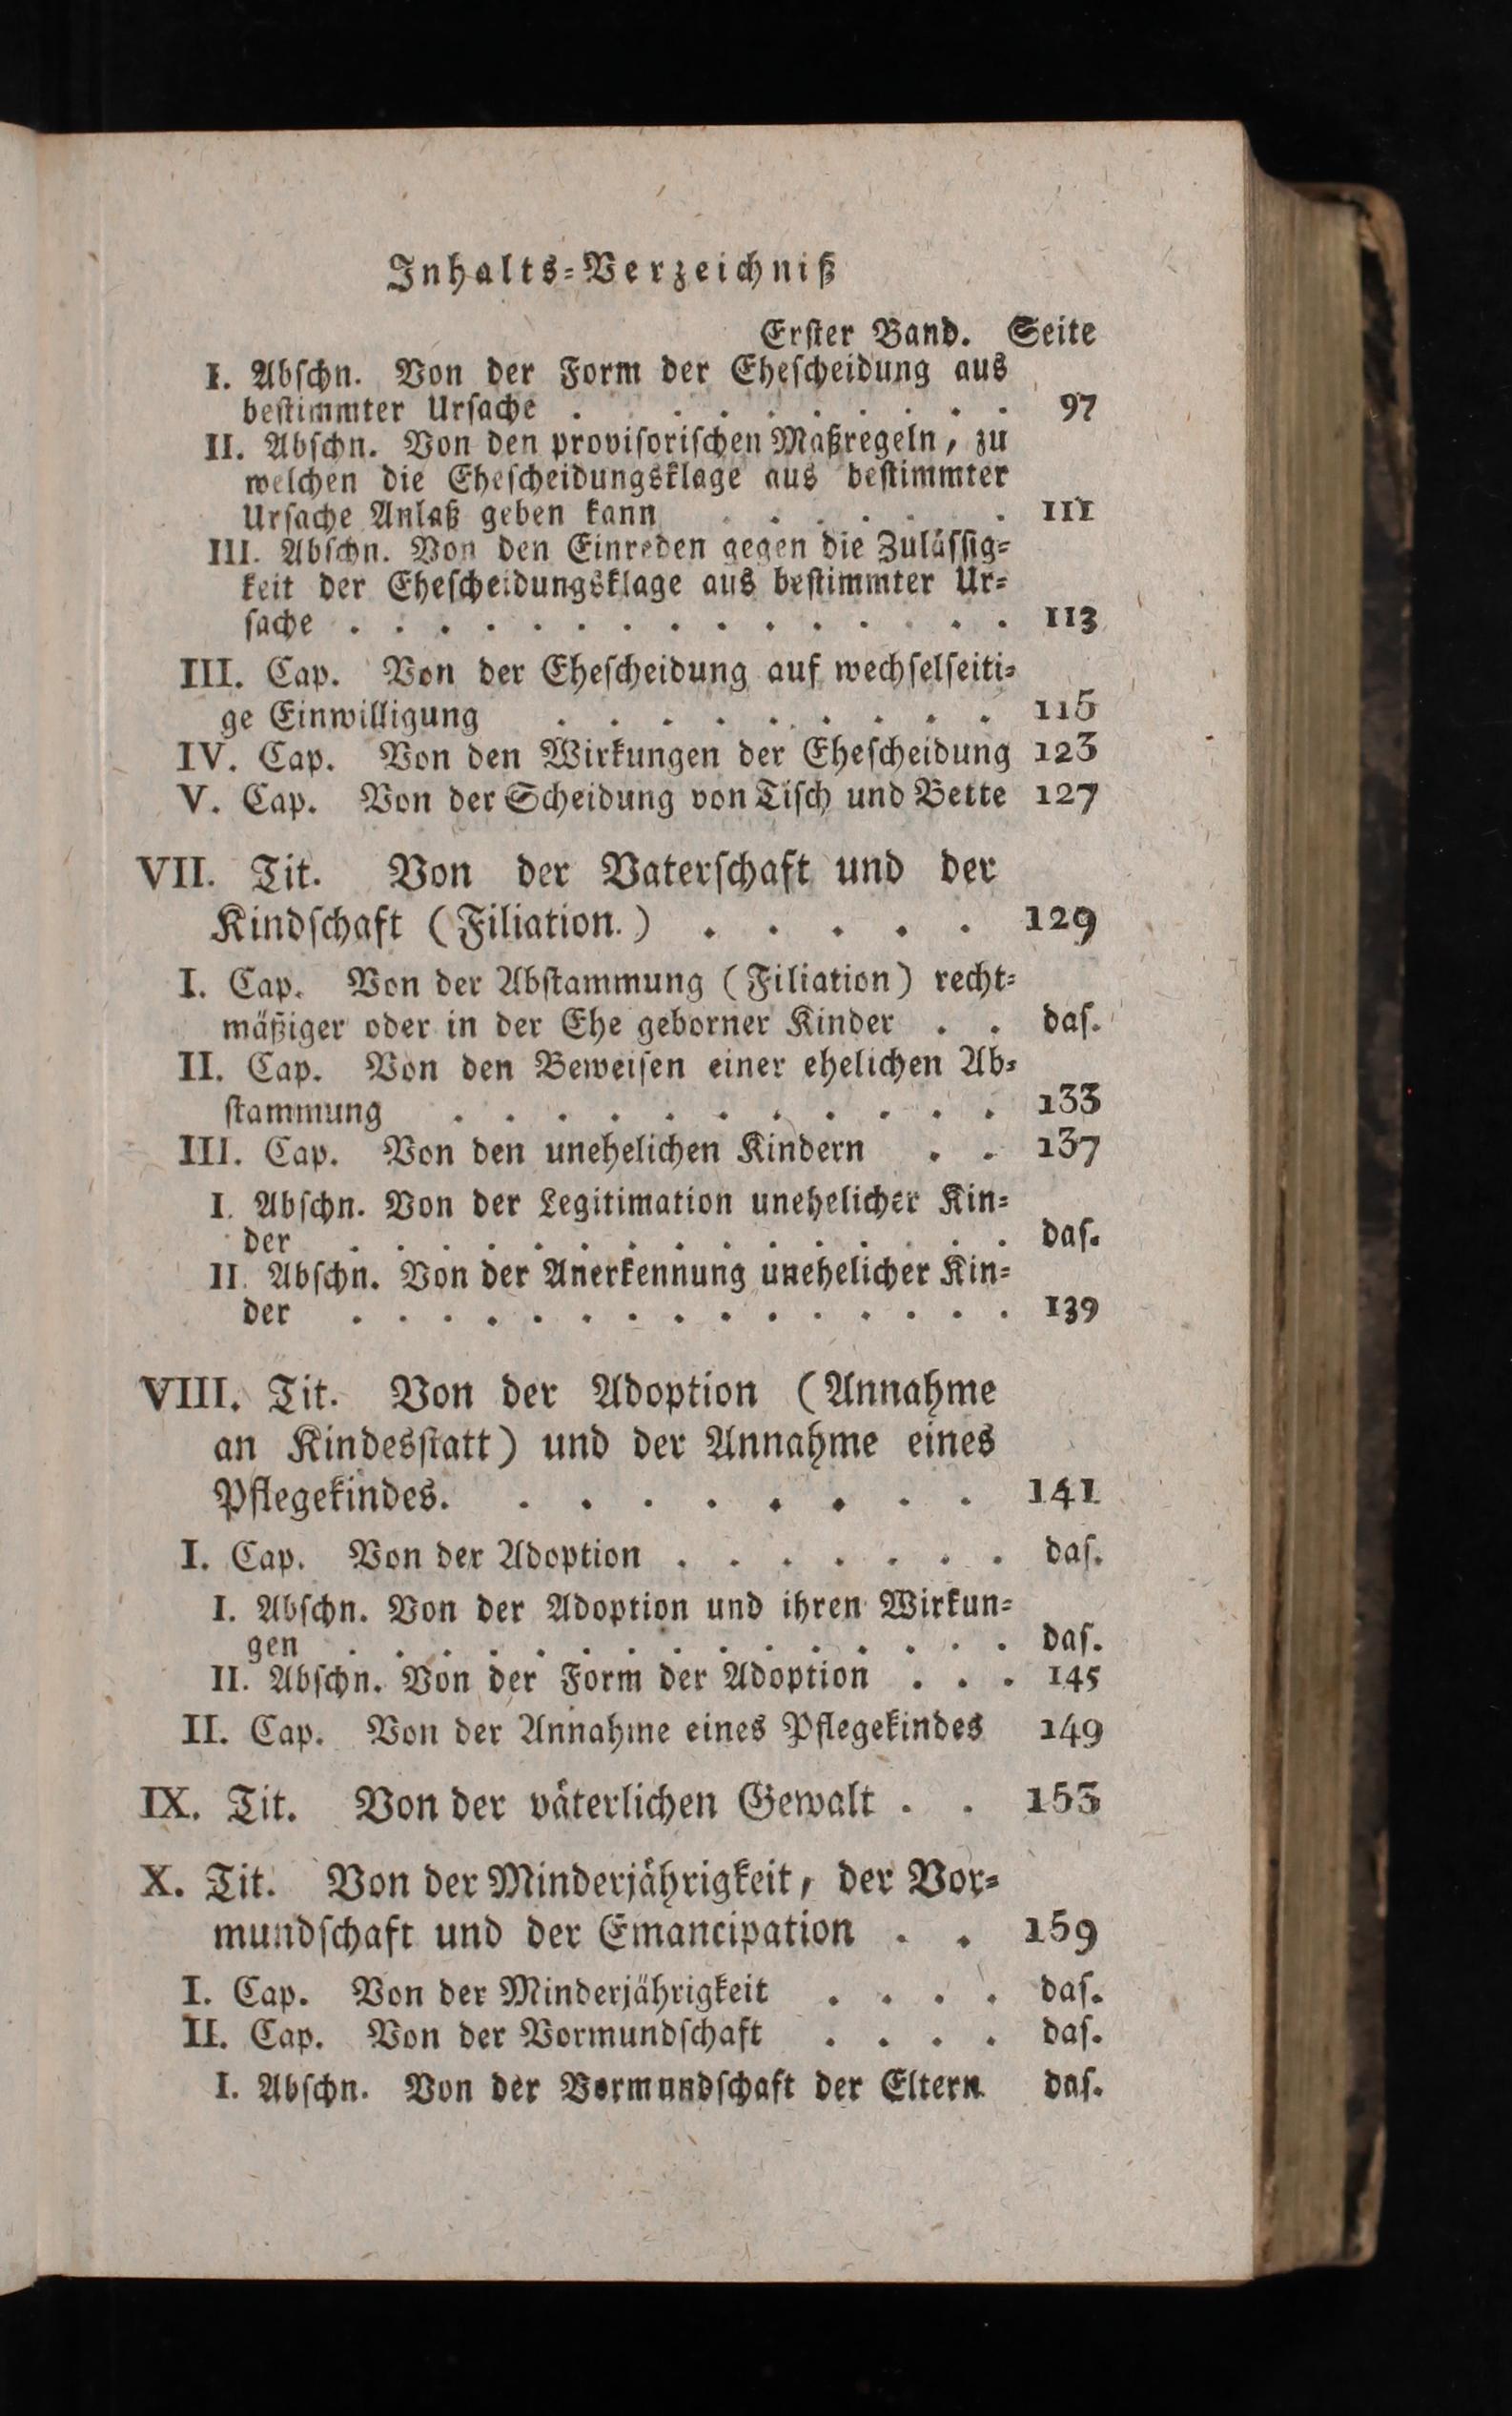 Inhalts-Verzeichniß
Erster Band. Seite
I. Abschn. Von der Form der Ehescheidung aus
bestimmter Ursache . . . . . . . . . 97
II. Abschn. Von den provisorischen Maßregeln, zu
welchen die Ehescheidungsklage aus bestimmter
Ursache Anlaß geben kann . . . . . . 111
III. Abschn. Von den Einreden gegen die Zulässig-
keit der Ehescheidungsklage aus bestimmter Ur-
sache . . . . . . . . . . . . . . . 113
III. Cap. Von der Ehescheidung auf wechselseiti-
ge Einwilligung . . . . . . . . . 115
IV. Cap. Von den Wirkungen der Ehescheidung 123
V. Cap. Von der Scheidung von Tisch und Bette 127
VII. Tit. Von der Vaterschaft und der
Kindschaft (Filiation.) . . . . . 129
I. Cap. Von der Abstammung (Filiation) recht-
mäßiger oder in der Ehe geborner Kinder . . das.
II. Cap. Von den Beweisen einer ehelichen Ab-
stammung . . . . . . . . . . . 133
III. Cap. Von den unehelichen Kindern . . 137
I. Abschn. Von der Legitimation unehelicher Kin-
der . . . . . . . . . . . . . . . das.
II. Abschn. Von der Anerkennung unehelicher Kin-
der . . . . . . . . . . . . . . . 139
VIII. Tit. Von der Adoption (Annahme
an Kindesstatt) und der Annahme eines
Pflegekindes. . . . . . . . . 141
I. Cap. Von der Adoption . . . . . . . das.
I. Abschn. Von der Adoption und ihren Wirkun-
gen . . . . . . . . . . . . . . . das.
II. Abschn. Von der Form der Adoption . . . 145
II. Cap. Von der Annahme eines Pflegekindes 149
IX. Tit. Von der väterlichen Gewalt . . 153
X. Tit. Von der Minderjährigkeit, der Vor-
mundschaft und der Emancipation . . 159
I. Cap. Von der Minderjährigkeit . . . . das.
II. Cap. Von der Vormundschaft . . . . das.
I. Abschn. Von der Vormundschaft der Eltern das.